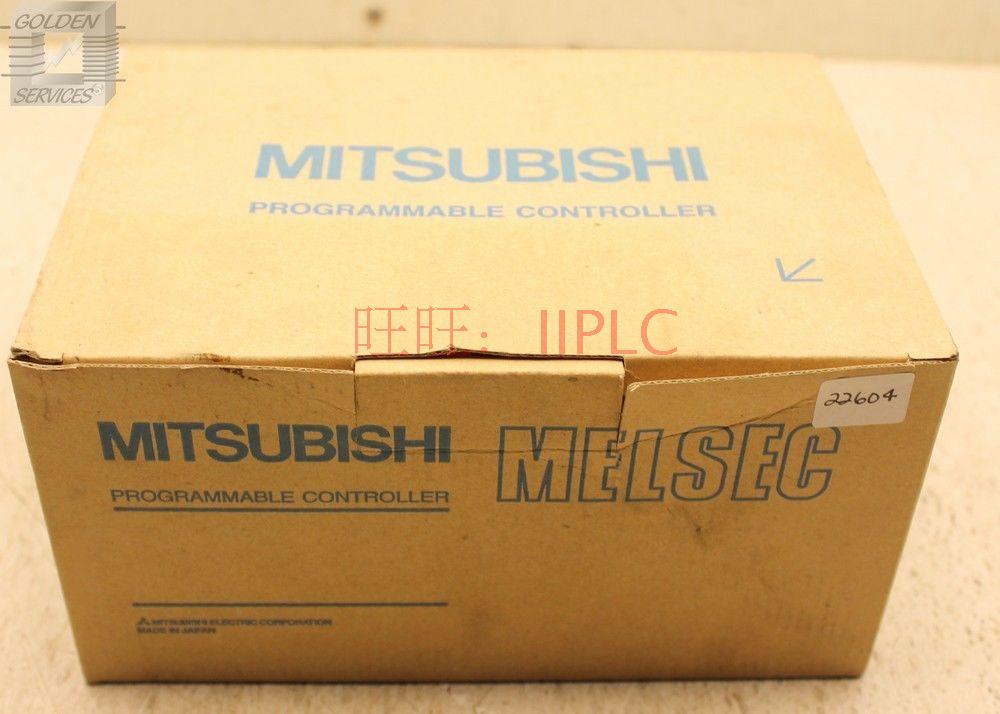 GOLDEN
SERVICES
MITSUBISHI
PROGRAMMABLE CONTROLLER
旺旺：IIPLC
22604
MITSUBISHI
PROGRAMMABLE CONTROLLER
MELSEC
MITSUBISHI ELECTRIC CORPORATION
MADE IN JAPAN